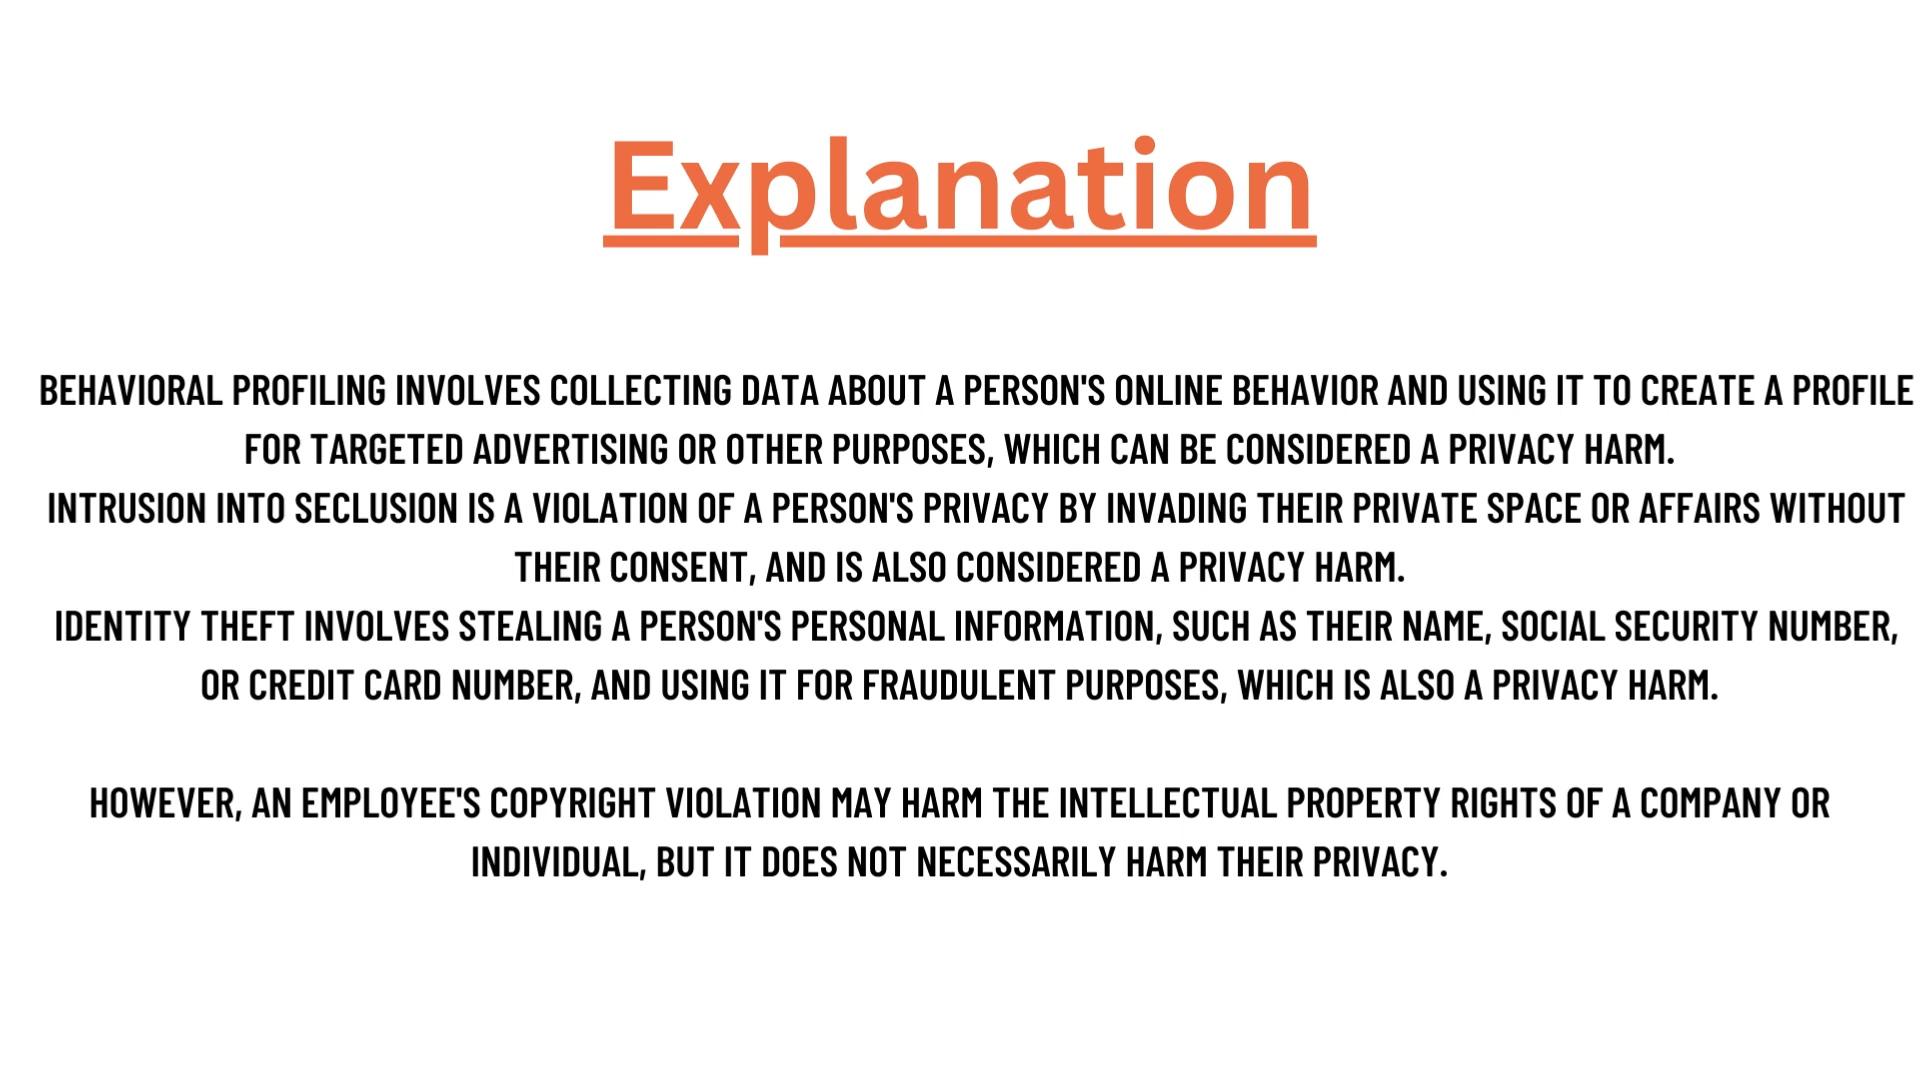 Explanation
BEHAVIORAL PROFILING INVOLVES COLLECTING DATA ABOUT A PERSON'S ONLINE BEHAVIOR AND USING IT TO CREATE A PROFILE
FOR TARGETED ADVERTISING OR OTHER PURPOSES, WHICH CAN BE CONSIDERED A PRIVACY HARM.
INTRUSION INTO SECLUSION IS A VIOLATION OF A PERSON'S PRIVACY BY INVADING THEIR PRIVATE SPACE OR AFFAIRS WITHOUT
THEIR CONSENT, AND IS ALSO CONSIDERED A PRIVACY HARM.
IDENTITY THEFT INVOLVES STEALING A PERSON'S PERSONAL INFORMATION, SUCH AS THEIR NAME, SOCIAL SECURITY NUMBER,
OR CREDIT CARD NUMBER, AND USING IT FOR FRAUDULENT PURPOSES, WHICH IS ALSO A PRIVACY HARM.
HOWEVER, AN EMPLOYEE'S COPYRIGHT VIOLATION MAY HARM THE INTELLECTUAL PROPERTY RIGHTS OF A COMPANY OR
INDIVIDUAL, BUT IT DOES NOT NECESSARILY HARM THEIR PRIVACY.